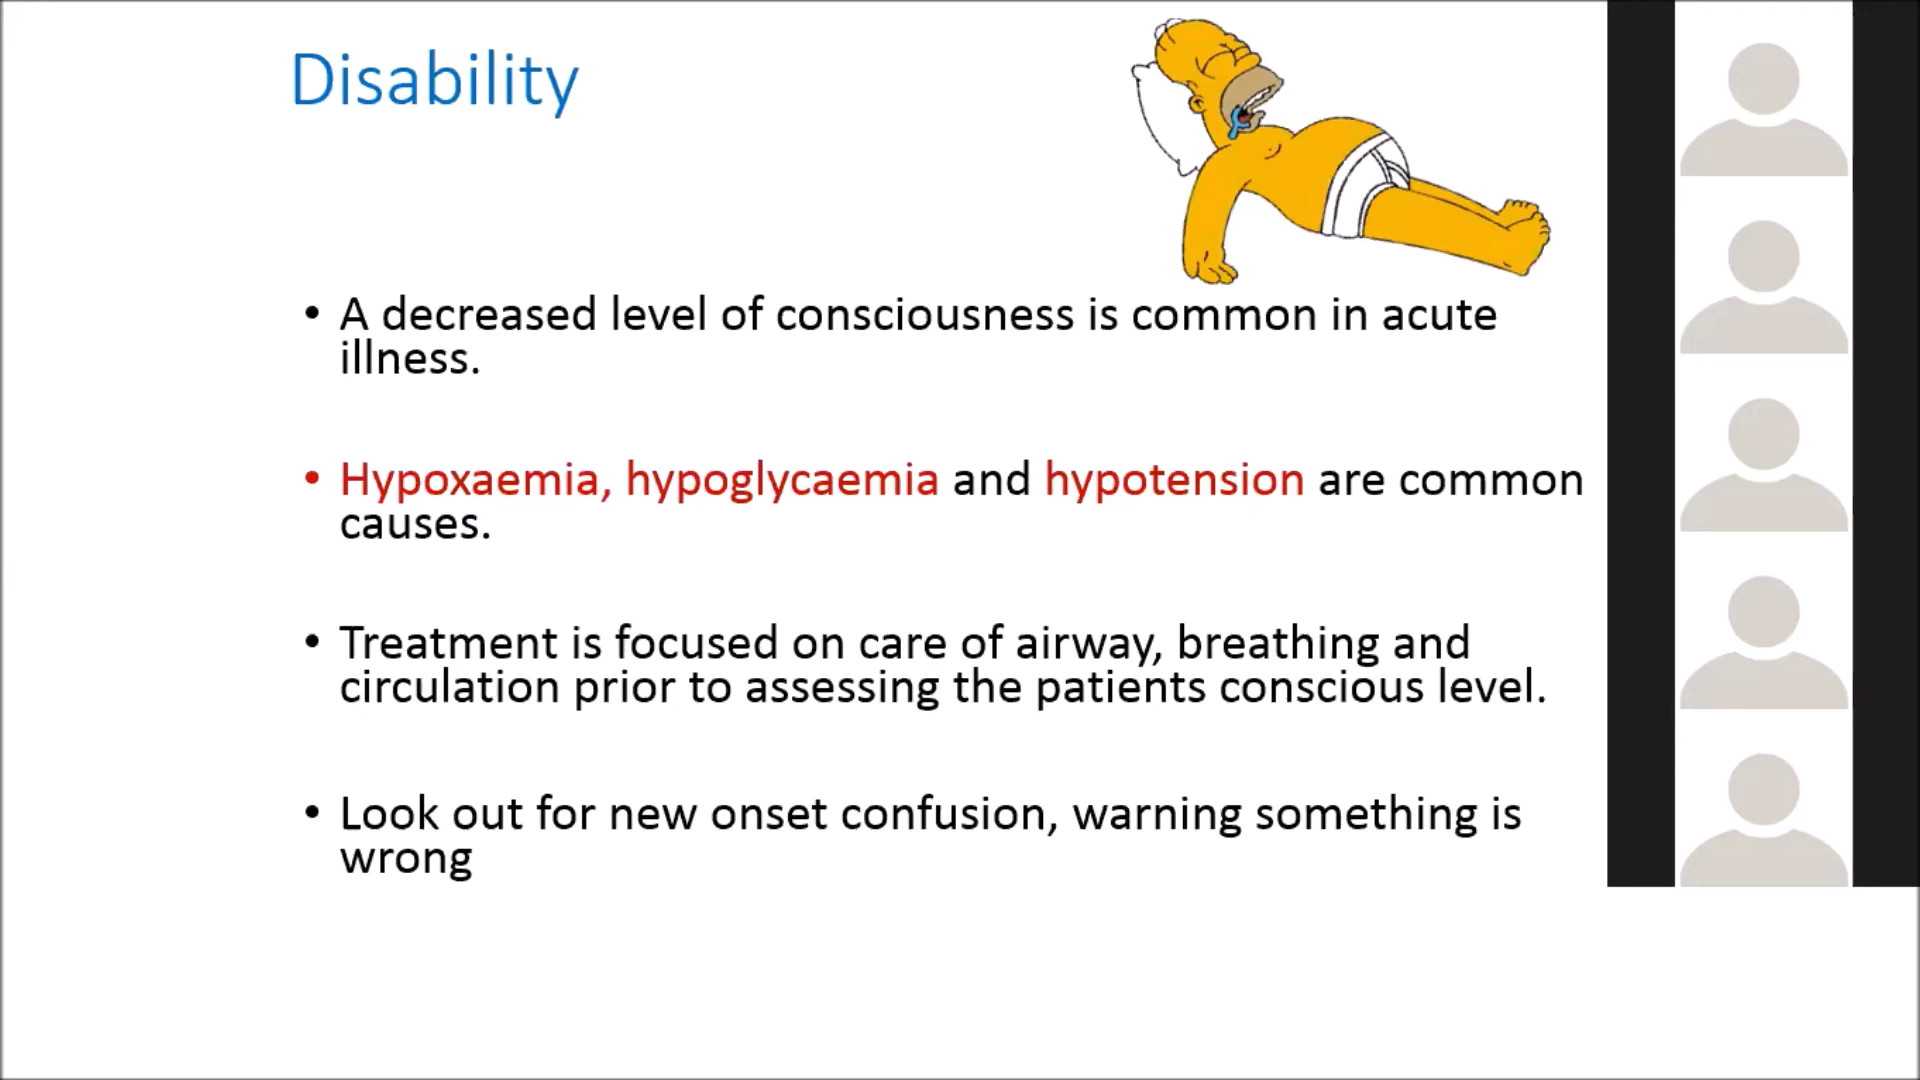 Disability
• A decreased level of consciousness is common in acute
illness.
• Hypoxaemia, hypoglycaemia and hypotension are common
causes.
• Treatment is focused on care of airway, breathing and
circulation prior to assessing the patients conscious level.
• Look out for new onset confusion, warning something is
wrong